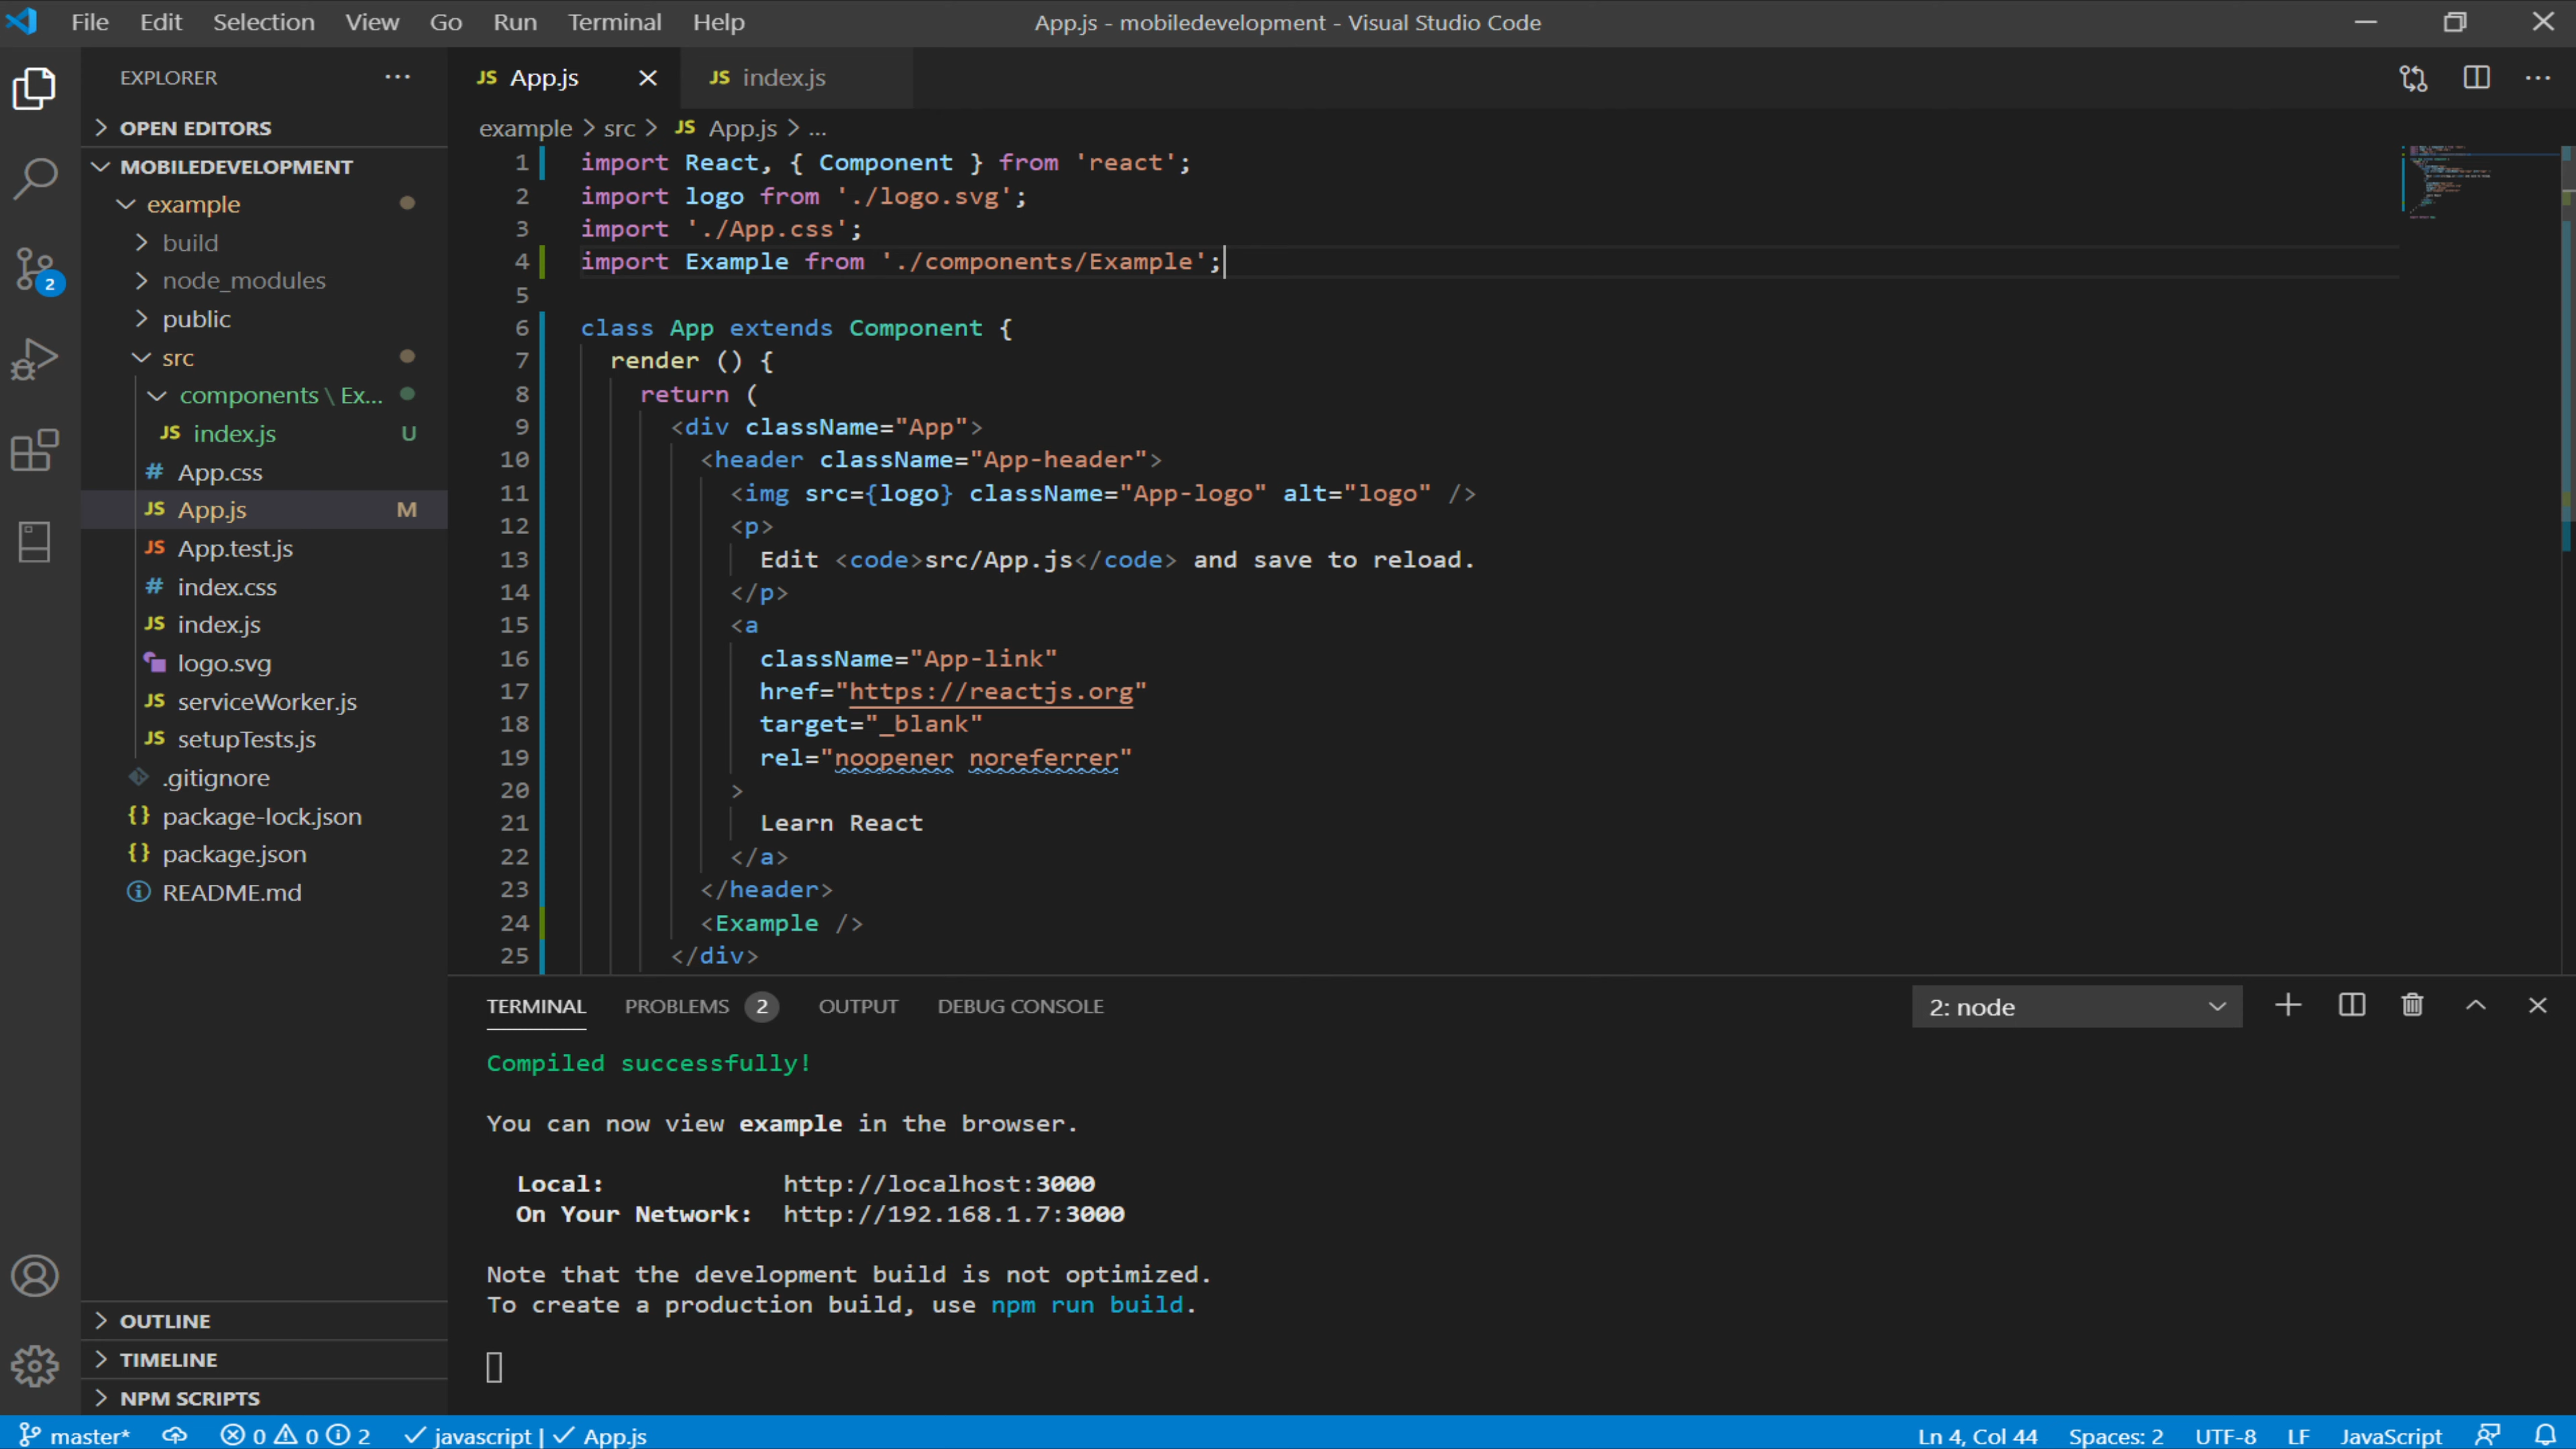 File Edit Selection View Go Run Terminal Help App.js - mobiledevelopment - Visual Studio Code
EXPLORER
OPEN EDITORS
MOBILEDEVELOPMENT
example
build
node_modules
public
src
components \ Ex...
JS index.js U
# App.css
JS App.js M
JS App.test.js
# index.css
JS index.js
logo.svg
JS serviceWorker.js
JS setupTests.js
.gitignore
{} package-lock.json
{} package.json
README.md
OUTLINE
TIMELINE
NPM SCRIPTS
2
JS App.js JS index.js
example > src > JS App.js > ...
1 import React, { Component } from 'react';
2 import logo from './logo.svg';
3 import './App.css';
4 import Example from './components/Example';
5
6 class App extends Component {
7 render () {
8 return (
9 <div className="App">
10 <header className="App-header">
11 <img src={logo} className="App-logo" alt="logo" />
12 <p>
13 Edit <code>src/App.js</code> and save to reload.
14 </p>
15 <a
16 className="App-link"
17 href="https://reactjs.org"
18 target="_blank"
19 rel="noopener noreferrer"
20 >
21 Learn React
22 </a>
23 </header>
24 <Example />
25 </div>
TERMINAL PROBLEMS 2 OUTPUT DEBUG CONSOLE 2: node
Compiled successfully!
You can now view example in the browser.
Local: http://localhost:3000
On Your Network: http://192.168.1.7:3000
Note that the development build is not optimized.
To create a production build, use npm run build.
master* 0 0 2 javascript | App.js Ln 4, Col 44 Spaces: 2 UTF-8 LF JavaScript